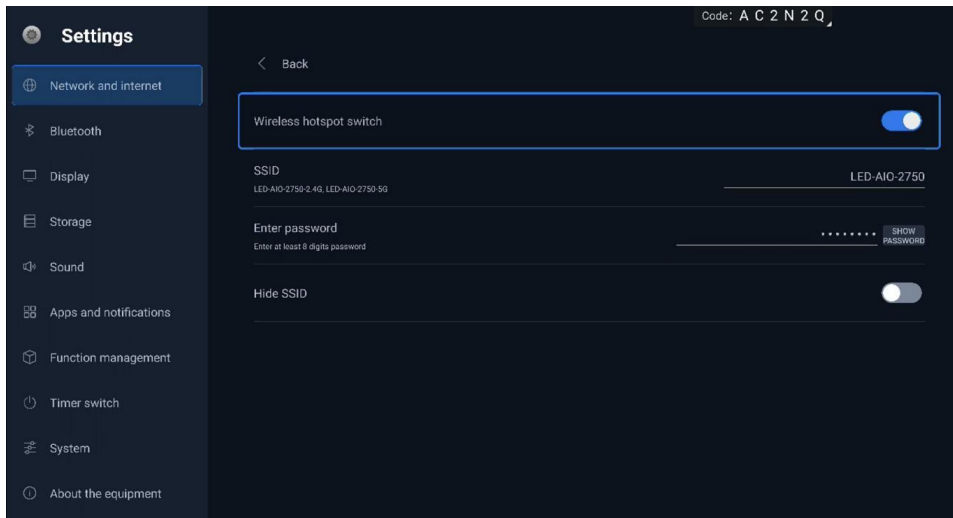 Settings
Code: A C 2 N 2 Q
Back
Network and internet
Bluetooth
Display
Storage
Sound
Apps and notifications
Function management
Timer switch
System
About the equipment
Wireless hotspot switch
SSID
LED-AIO-2750-2.4G, LED-AIO-2750-5G
LED-AIO-2750
Enter password
Enter at least 8 digits password
••••••••
SHOW
PASSWORD
Hide SSID